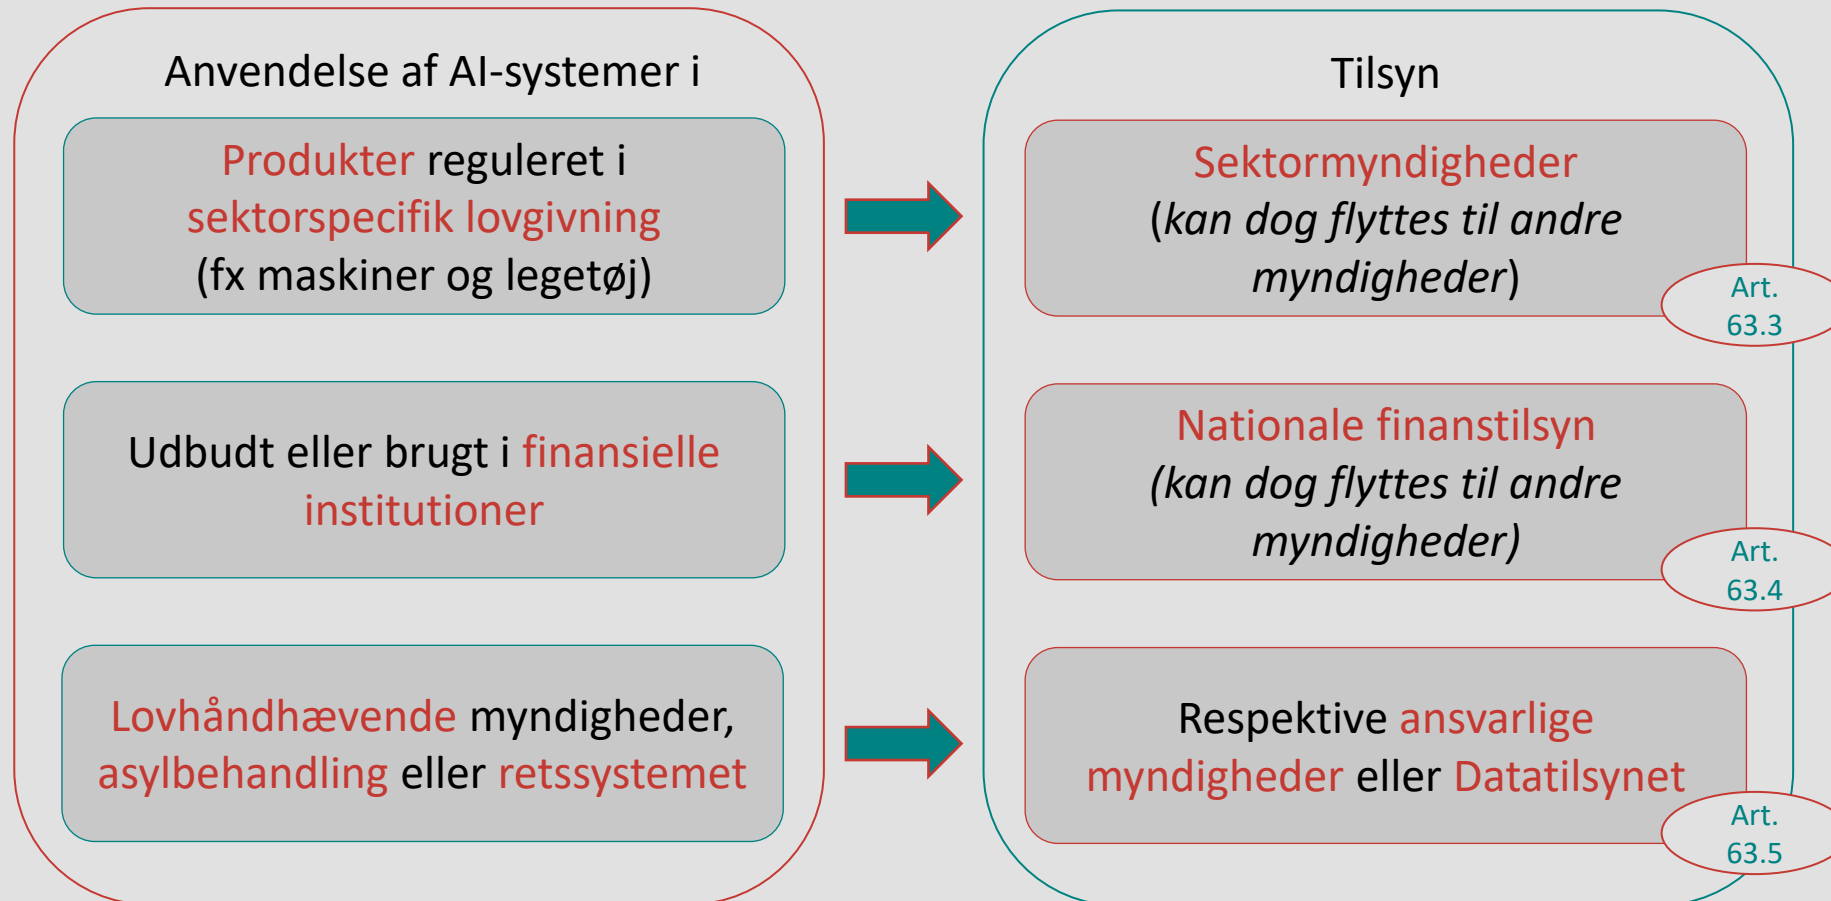 Anvendelse af AI-systemer i
Produkter reguleret i
sektorspecifik lovgivning
(fx maskiner og legetøj)
Udbudt eller brugt i finansielle
institutioner
Lovhåndhævende myndigheder,
asylbehandling eller retssystemet
Tilsyn
Sektormyndigheder
(kan dog flyttes til andre
myndigheder)
Art.
63.3
Nationale finanstilsyn
(kan dog flyttes til andre
myndigheder)
Art.
63.4
Respektive ansvarlige
myndigheder eller Datatilsynet
Art.
63.5